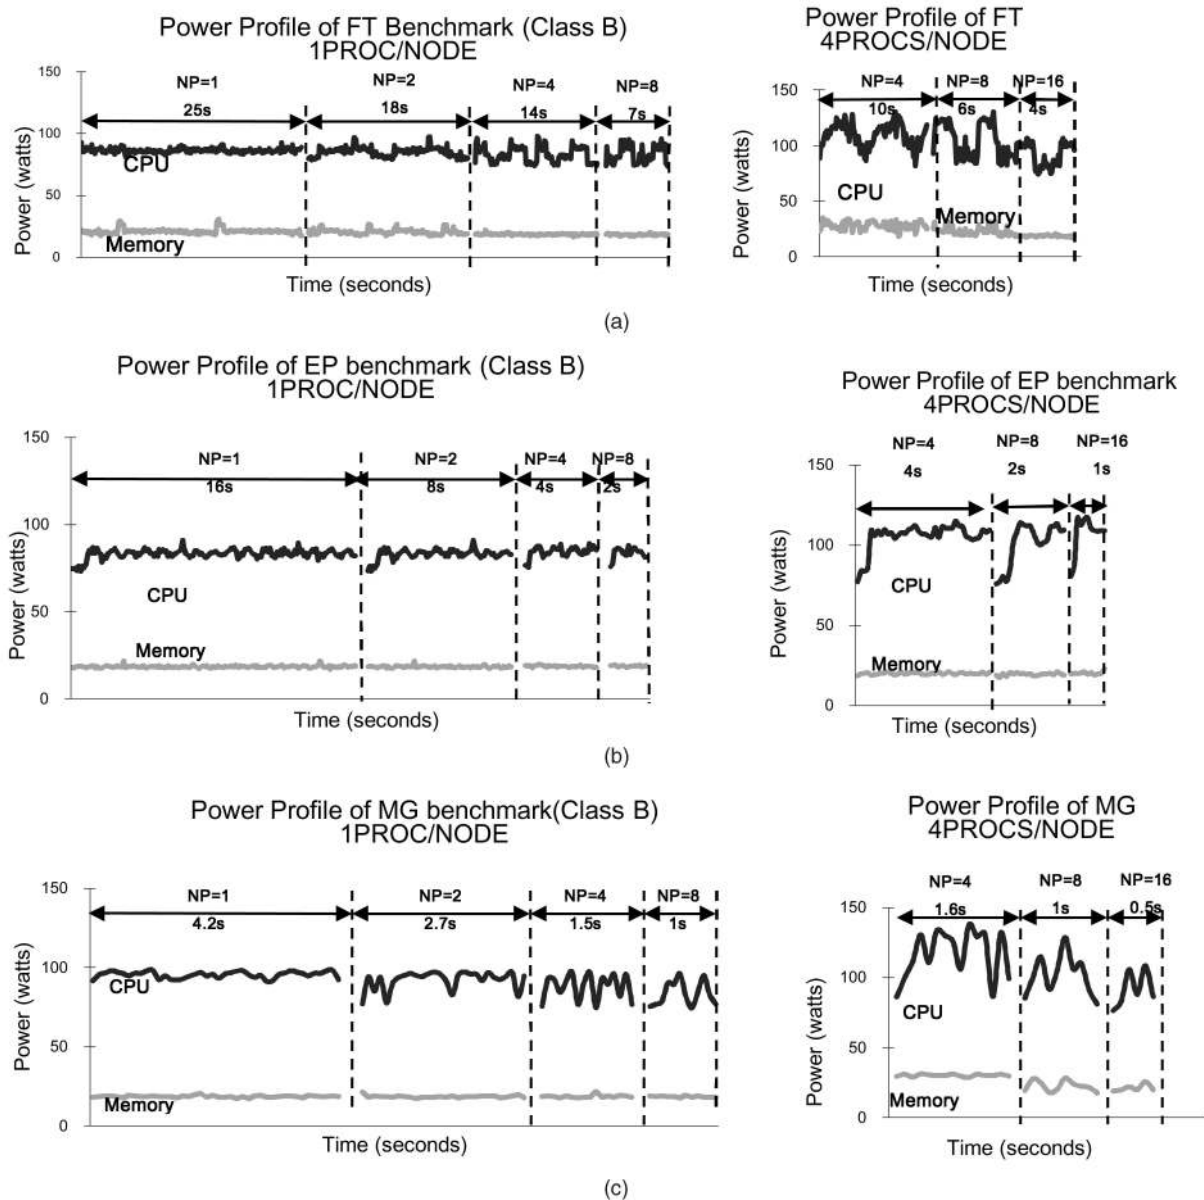 (a)
Power Profile of FT Benchmark (Class B)
1PROC/NODE
150
100
50
0
Power (watts)
NP=1
25s
NP=2
18s
NP=4
14s
NP=8
7s
CPU
Memory
Time (seconds)
Power Profile of FT
4PROCS/NODE
150
100
50
0
Power (watts)
NP=4
10s
NP=8
6s
NP=16
4s
CPU
Memory
Time (seconds)
(a)
Power Profile of EP benchmark (Class B)
1PROC/NODE
150
100
50
0
Power (watts)
NP=1
16s
NP=2
8s
NP=4
4s
NP=8
2s
CPU
Memory
Time (seconds)
Power Profile of EP benchmark
4PROCS/NODE
150
100
50
0
Power (watts)
NP=4
4s
NP=8
2s
NP=16
1s
CPU
Memory
Time (seconds)
(b)
Power Profile of MG benchmark(Class B)
1PROC/NODE
150
100
50
0
Power (watts)
NP=1
4.2s
NP=2
2.7s
NP=4
1.5s
NP=8
1s
CPU
Memory
Time (seconds)
Power Profile of MG
4PROCS/NODE
150
100
50
0
Power (watts)
NP=4
1.6s
NP=8
1s
NP=16
0.5s
CPU
Memory
Time (seconds)
(c)